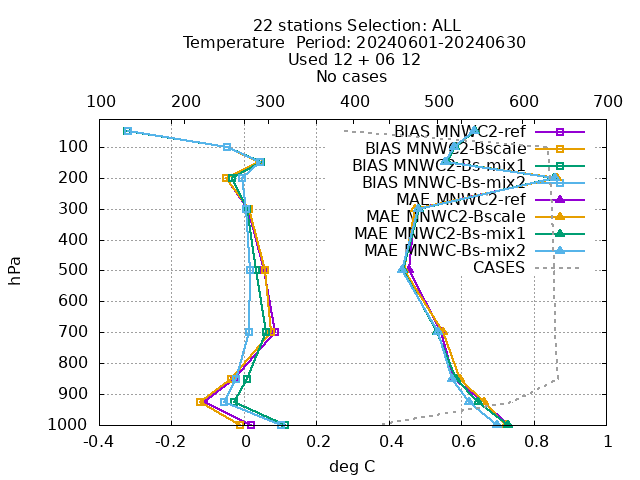 22 stations Selection: ALL
Temperature  Period: 20240601-20240630
Used 12 + 06 12
No cases
100 200 300 400 500 600 700
BIAS MNWC2-ref
BIAS MNWC2-Bscale
BIAS MNWC2-Bs-mix1
BIAS MNWC-Bs-mix2
MAE MNWC2-ref
MAE MNWC2-Bscale
MAE MNWC2-Bs-mix1
MAE MNWC-Bs-mix2
CASES
hPa
100
200
300
400
500
600
700
800
900
1000
-0.4 -0.2 0 0.2 0.4 0.6 0.8 1
deg C